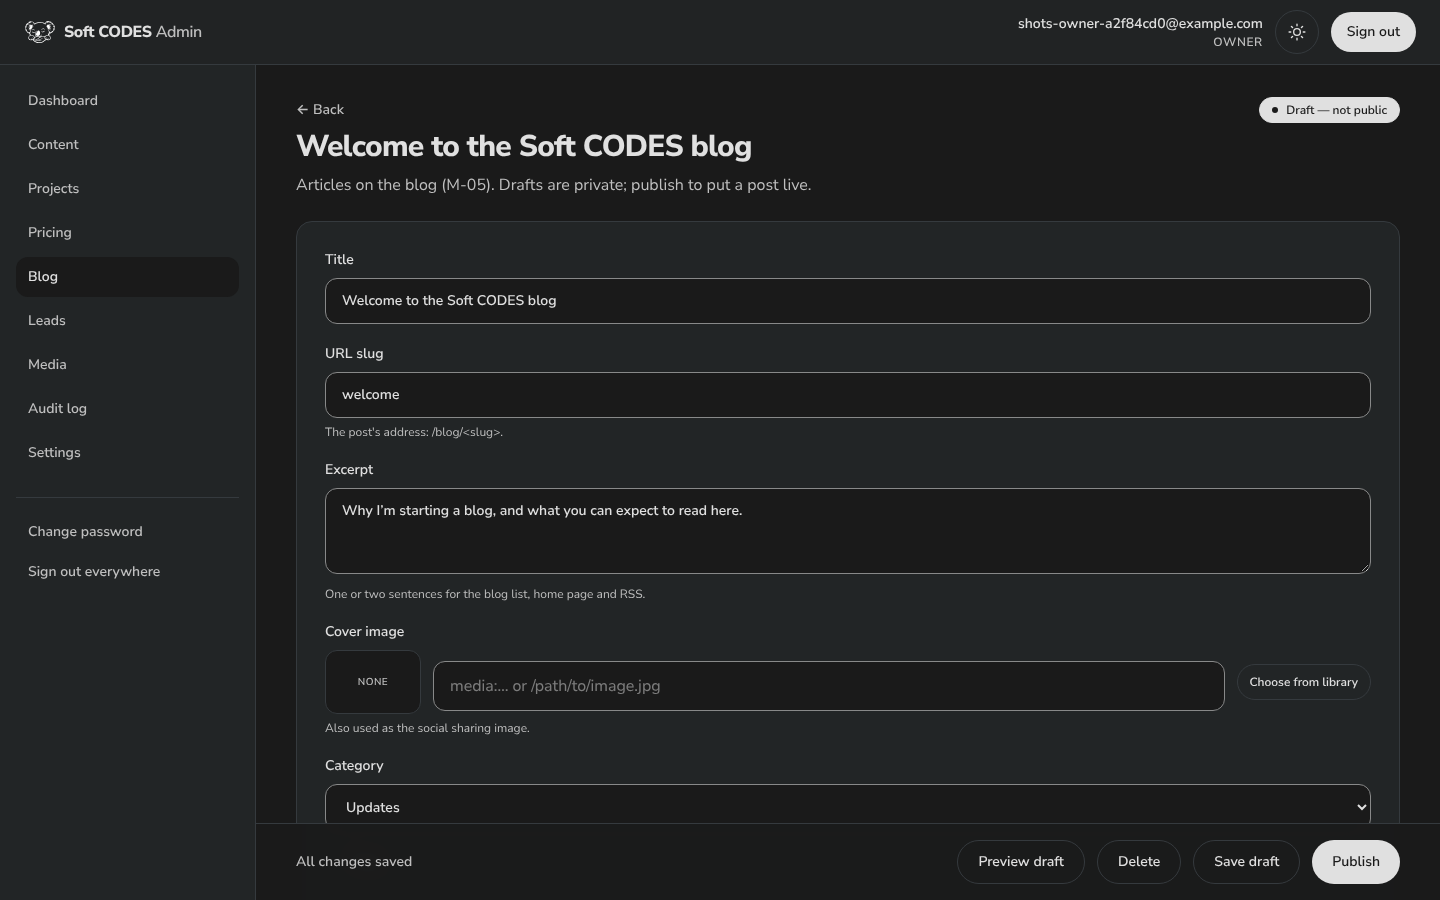 Soft CODES Admin
shots-owner-a2f84cd0@example.com
OWNER
Sign out
Dashboard
Content
Projects
Pricing
Blog
Leads
Media
Audit log
Settings
Change password
Sign out everywhere
← Back
Draft — not public
Welcome to the Soft CODES blog
Articles on the blog (M-05). Drafts are private; publish to put a post live.
Title
Welcome to the Soft CODES blog
URL slug
welcome
The post's address: /blog/<slug>.
Excerpt
Why I'm starting a blog, and what you can expect to read here.
One or two sentences for the blog list, home page and RSS.
Cover image
NONE
media:... or /path/to/image.jpg
Choose from library
Also used as the social sharing image.
Category
Updates
All changes saved
Preview draft
Delete
Save draft
Publish